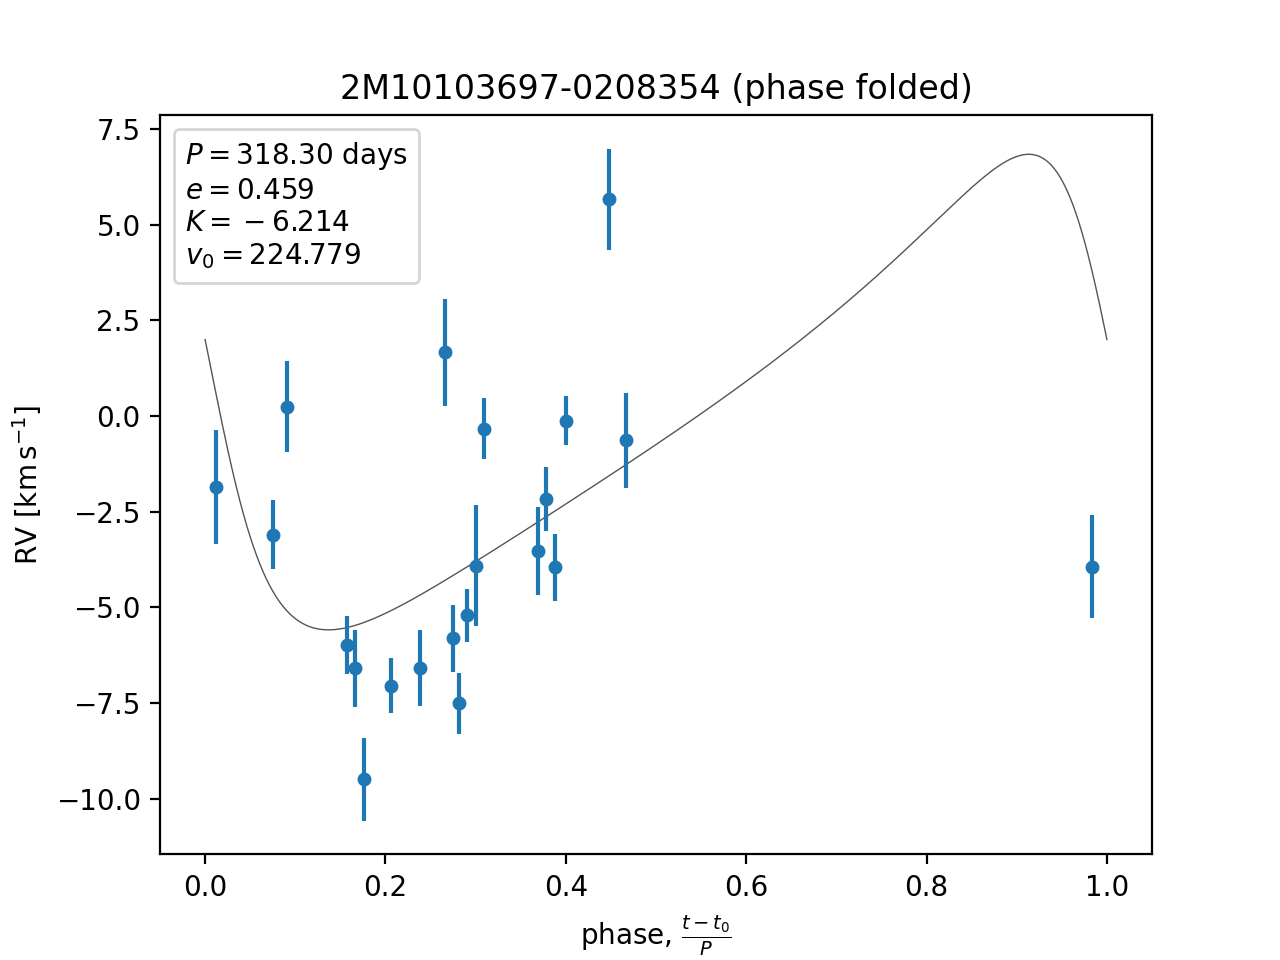 2M10103697-0208354 (phase folded)
P = 318.30 days
e = 0.459
K = −6.214
v₀ = 224.779
7.5
5.0
2.5
0.0
−2.5
−5.0
−7.5
−10.0
RV [km s⁻¹]
0.0 0.2 0.4 0.6 0.8 1.0
phase, (t − t₀)/P